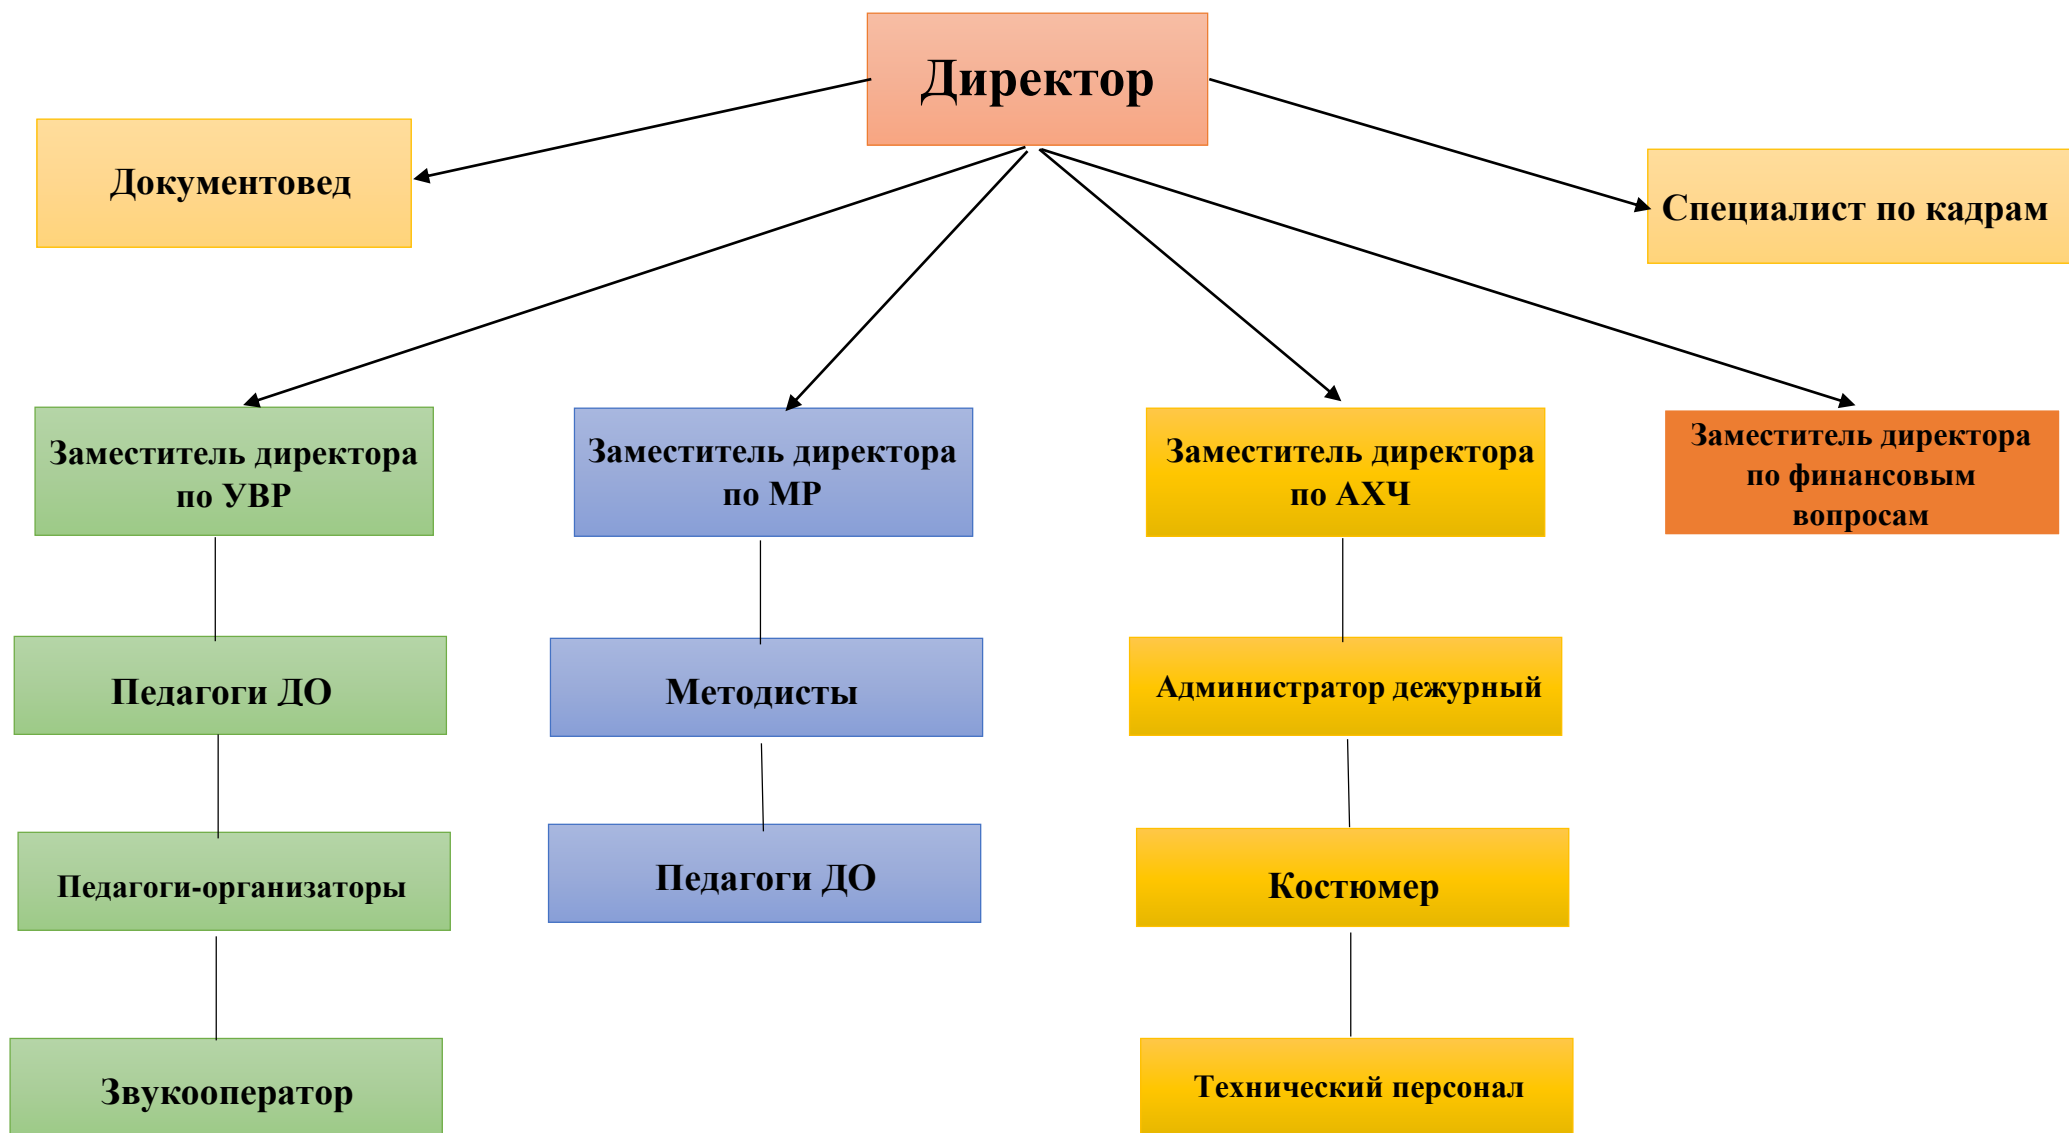 Директор
Документовед
Специалист по кадрам
Заместитель директора
по УВР
Заместитель директора
по МР
Заместитель директора
по АХЧ
Заместитель директора
по финансовым
вопросам
Педагоги ДО
Методисты
Администратор дежурный
Педагоги-организаторы
Педагоги ДО
Костюмер
Звукооператор
Технический персонал